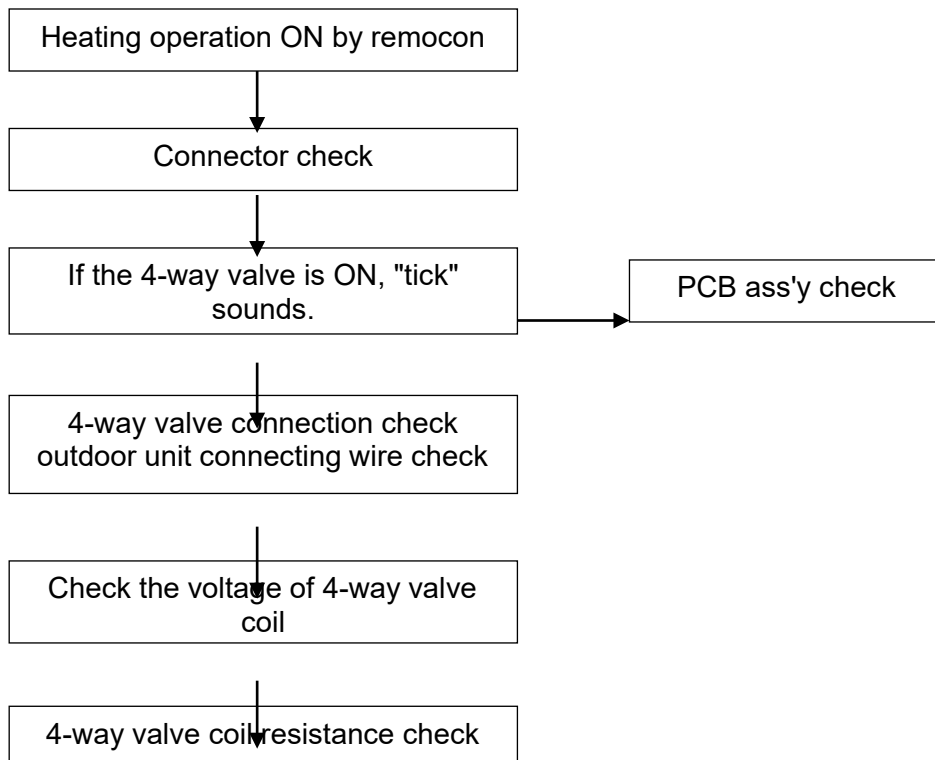 Heating operation ON by remocon
Connector check
If the 4-way valve is ON, "tick"
sounds.
PCB ass'y check
4-way valve connection check
outdoor unit connecting wire check
Check the voltage of 4-way valve
coil
4-way valve coil resistance check